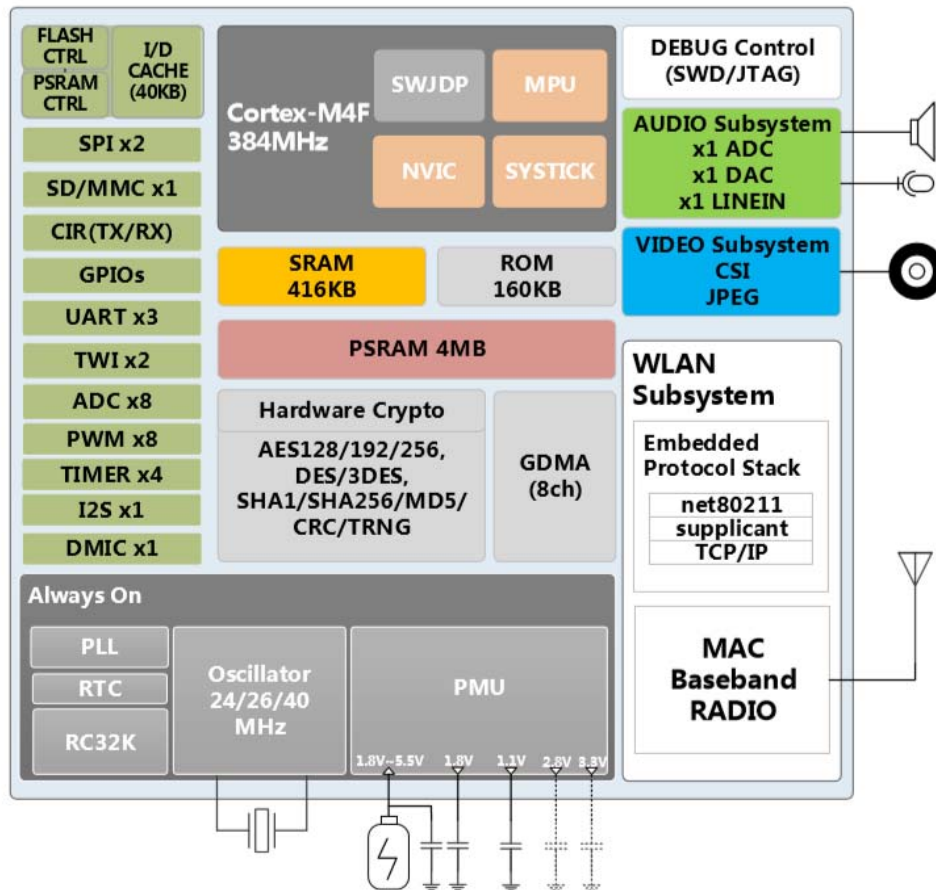 FLASH
CTRL
PSRAM
CTRL
I/D
CACHE
(40KB)
SPI x2
SD/MMC x1
CIR(TX/RX)
GPIOs
UART x3
TWI x2
ADC x8
PWM x8
TIMER x4
I2S x1
DMIC x1
Cortex-M4F
384MHz
SWJDP
MPU
NVIC
SYSTICK
SRAM
416KB
ROM
160KB
PSRAM 4MB
Hardware Crypto
AES128/192/256,
DES/3DES,
SHA1/SHA256/MD5/
CRC/TRNG
GDMA
(8ch)
DEBUG Control
(SWD/JTAG)
AUDIO Subsystem
x1 ADC
x1 DAC
x1 LINEIN
VIDEO Subsystem
CSI
JPEG
WLAN
Subsystem
Embedded
Protocol Stack
net80211
supplicant
TCP/IP
MAC
Baseband
RADIO
Always On
PLL
RTC
RC32K
Oscillator
24/26/40
MHz
PMU
1.8V~5.5V
1.8V
1.1V
2.8V
3.3V